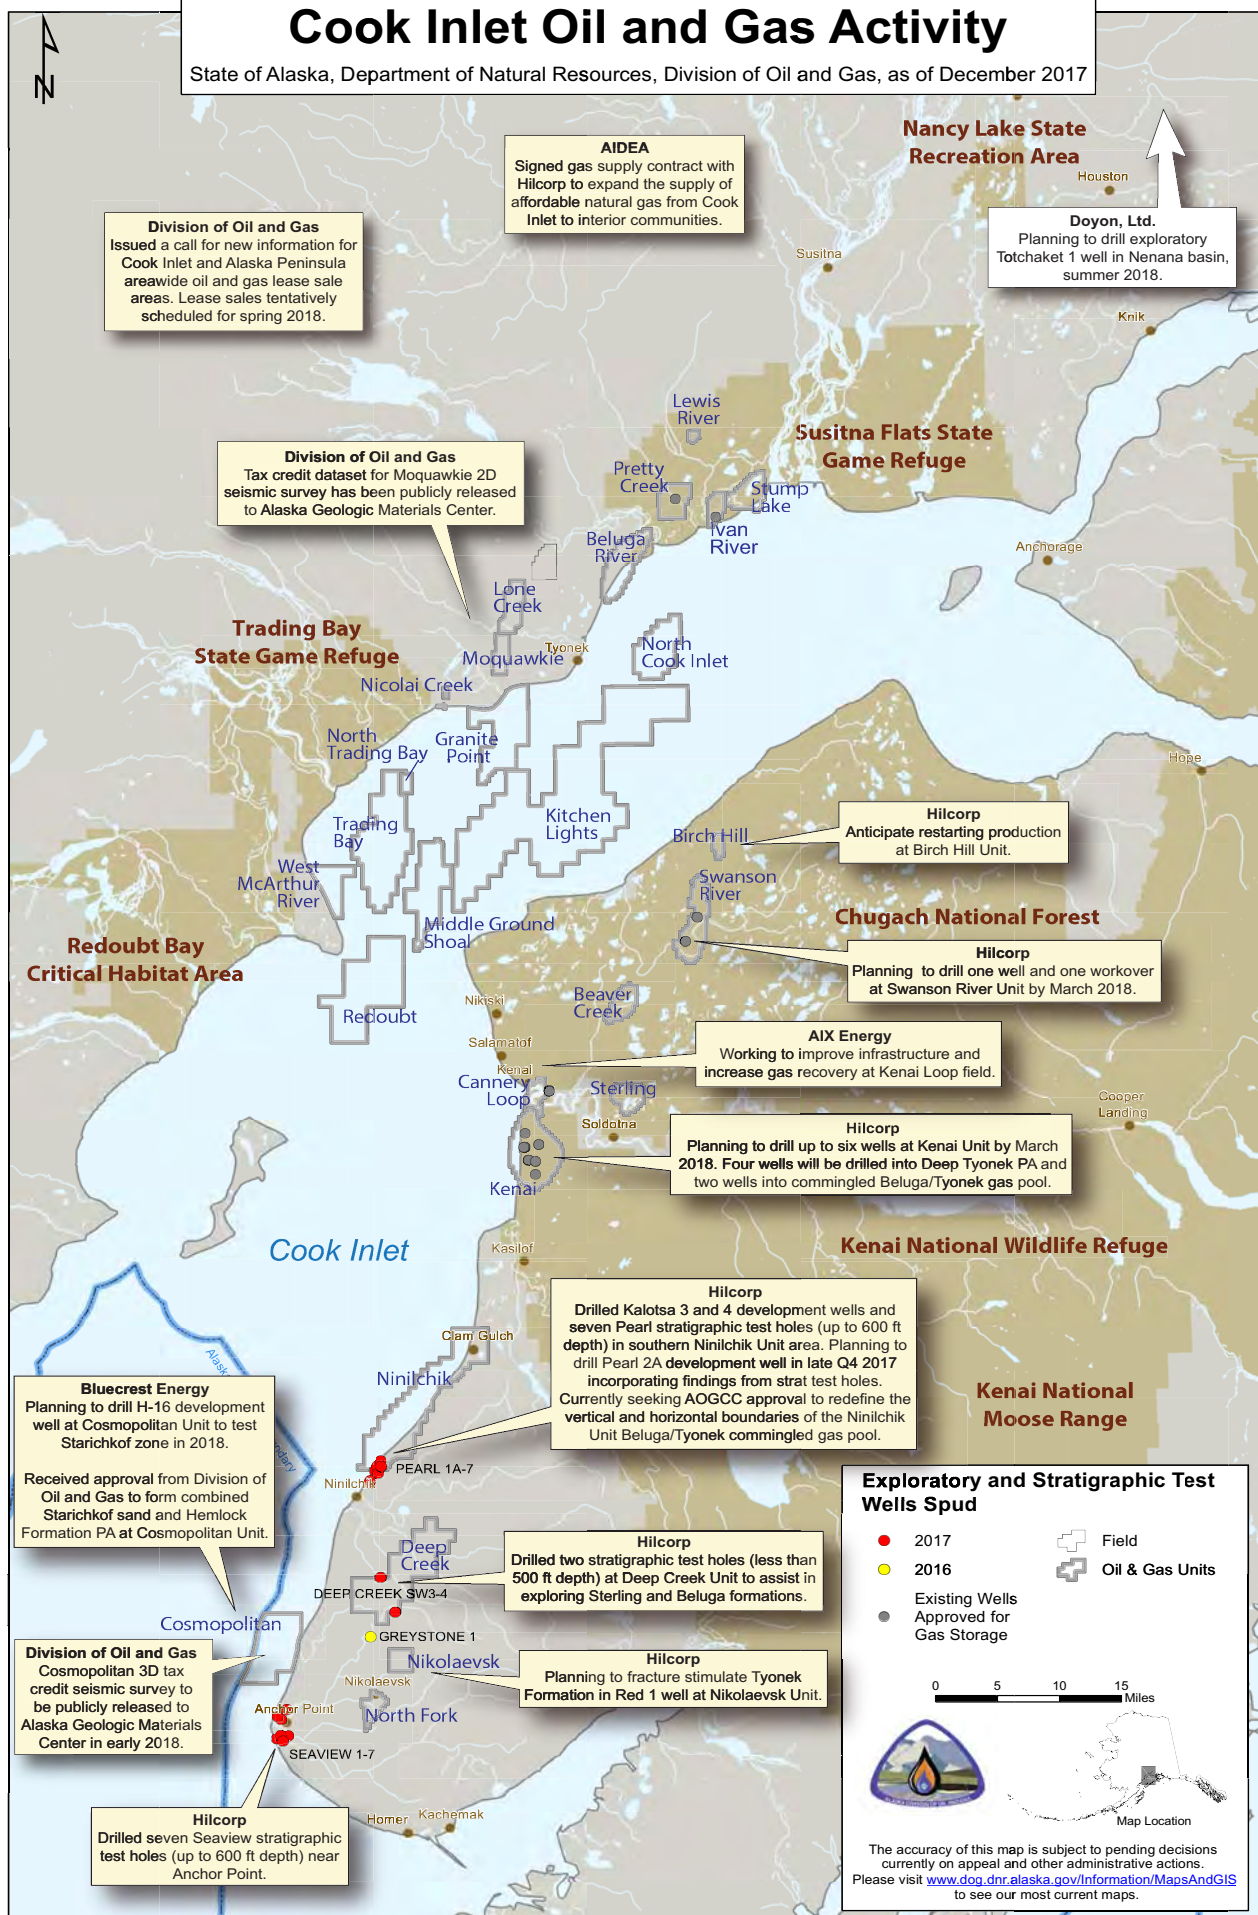 Cook Inlet Oil and Gas Activity
State of Alaska, Department of Natural Resources, Division of Oil and Gas, as of December 2017
N
Nancy Lake State
Recreation Area
Houston
AIDEA
Signed gas supply contract with
Hilcorp to expand the supply of
affordable natural gas from Cook
Inlet to interior communities.
Doyon, Ltd.
Planning to drill exploratory
Totchaket 1 well in Nenana basin,
summer 2018.
Division of Oil and Gas
Issued a call for new information for
Cook Inlet and Alaska Peninsula
areawide oil and gas lease sale
areas. Lease sales tentatively
scheduled for spring 2018.
Susitna
Knik
Lewis
River
Susitna Flats State
Game Refuge
Division of Oil and Gas
Tax credit dataset for Moquawkie 2D
seismic survey has been publicly released
to Alaska Geologic Materials Center.
Pretty
Creek
Stump
Lake
Ivan
River
Beluga
River
Anchorage
Lone
Creek
Trading Bay
State Game Refuge
Tyonek
North
Cook Inlet
Moquawkie
Nicolai Creek
North
Trading Bay
Granite
Point
Hope
Kitchen
Lights
Trading
Bay
Birch Hill
Hilcorp
Anticipate restarting production
at Birch Hill Unit.
West
McArthur
River
Swanson
River
Chugach National Forest
Middle Ground
Shoal
Redoubt Bay
Critical Habitat Area
Hilcorp
Planning to drill one well and one workover
at Swanson River Unit by March 2018.
Nikiski
Beaver
Creek
Redoubt
Salamatof
AIX Energy
Working to improve infrastructure and
increase gas recovery at Kenai Loop field.
Kenai
Cannery
Loop
Sterling
Cooper
Landing
Soldotna
Hilcorp
Planning to drill up to six wells at Kenai Unit by March
2018. Four wells will be drilled into Deep Tyonek PA and
two wells into commingled Beluga/Tyonek gas pool.
Kenai
Cook Inlet
Kasilof
Kenai National Wildlife Refuge
Hilcorp
Drilled Kalotsa 3 and 4 development wells and
seven Pearl stratigraphic test holes (up to 600 ft
depth) in southern Ninilchik Unit area. Planning to
drill Pearl 2A development well in late Q4 2017
incorporating findings from strat test holes.
Currently seeking AOGCC approval to redefine the
vertical and horizontal boundaries of the Ninilchik
Unit Beluga/Tyonek commingled gas pool.
Clam Gulch
Alaska
Ninilchik
Kenai National
Moose Range
Bluecrest Energy
Planning to drill H-16 development
well at Cosmopolitan Unit to test
Starichkof zone in 2018.
Received approval from Division of
Oil and Gas to form combined
Starichkof sand and Hemlock
Formation PA at Cosmopolitan Unit.
PEARL 1A-7
Ninilchik
Deep
Creek
Hilcorp
Drilled two stratigraphic test holes (less than
500 ft depth) at Deep Creek Unit to assist in
exploring Sterling and Beluga formations.
DEEP CREEK SW3-4
Cosmopolitan
GREYSTONE 1
Division of Oil and Gas
Cosmopolitan 3D tax
credit seismic survey to
be publicly released to
Alaska Geologic Materials
Center in early 2018.
Nikolaevsk
Hilcorp
Planning to fracture stimulate Tyonek
Formation in Red 1 well at Nikolaevsk Unit.
Nikolaevsk
Anchor Point
North Fork
SEAVIEW 1-7
Hilcorp
Drilled seven Seaview stratigraphic
test holes (up to 600 ft depth) near
Anchor Point.
Homer
Kachemak
Exploratory and Stratigraphic Test
Wells Spud
2017
Field
2016
Oil & Gas Units
Existing Wells
Approved for
Gas Storage
0 5 10 15
Miles
Map Location
The accuracy of this map is subject to pending decisions
currently on appeal and other administrative actions.
Please visit www.dog.dnr.alaska.gov/Information/MapsAndGIS
to see our most current maps.